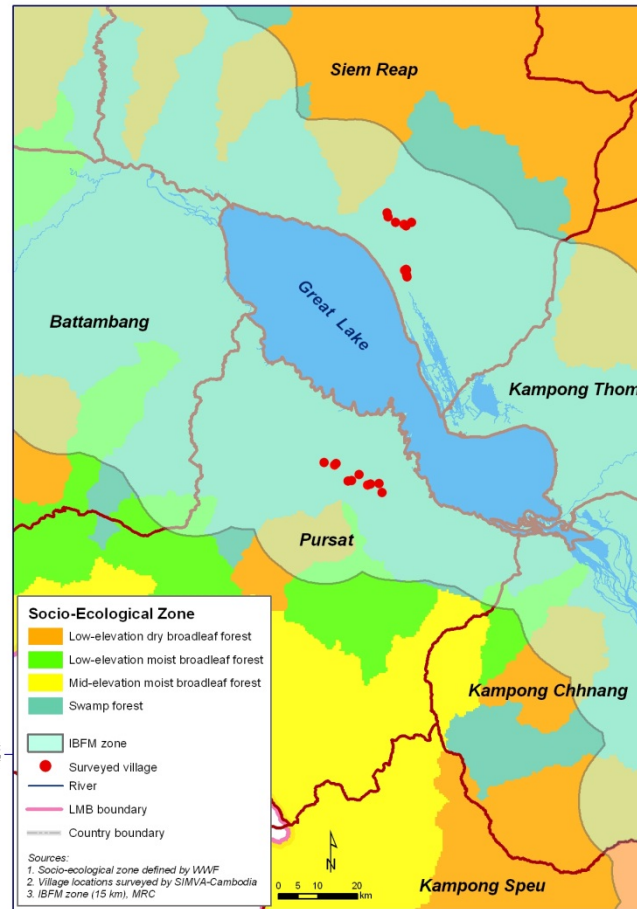 Siem Reap
Great Lake
Battambang
Kampong Thom
Pursat
Socio-Ecological Zone
Low-elevation dry broadleaf forest
Low-elevation moist broadleaf forest
Mid-elevation moist broadleaf forest
Swamp forest
IBFM zone
Surveyed village
River
LMB boundary
Country boundary
Sources:
1. Socio-ecological zone defined by WWF
2. Village locations surveyed by SIMVA-Cambodia
3. IBFM zone (15 km), MRC
Kampong Chhnang
N
0 5 10 20
km
Kampong Speu